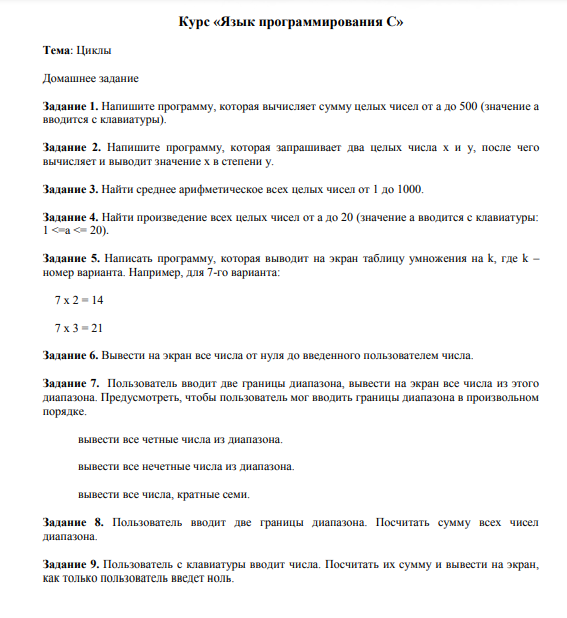 Курс «Язык программирования С»
Тема: Циклы
Домашнее задание
Задание 1. Напишите программу, которая вычисляет сумму целых чисел от а до 500 (значение а
вводится с клавиатуры).
Задание 2. Напишите программу, которая запрашивает два целых числа x и y, после чего
вычисляет и выводит значение x в степени y.
Задание 3. Найти среднее арифметическое всех целых чисел от 1 до 1000.
Задание 4. Найти произведение всех целых чисел от a до 20 (значение a вводится с клавиатуры:
1 <=a <= 20).
Задание 5. Написать программу, которая выводит на экран таблицу умножения на k, где k –
номер варианта. Например, для 7-го варианта:
7 x 2 = 14
7 x 3 = 21
Задание 6. Вывести на экран все числа от нуля до введенного пользователем числа.
Задание 7. Пользователь вводит две границы диапазона, вывести на экран все числа из этого
диапазона. Предусмотреть, чтобы пользователь мог вводить границы диапазона в произвольном
порядке.
вывести все четные числа из диапазона.
вывести все нечетные числа из диапазона.
вывести все числа, кратные семи.
Задание 8. Пользователь вводит две границы диапазона. Посчитать сумму всех чисел
диапазона.
Задание 9. Пользователь с клавиатуры вводит числа. Посчитать их сумму и вывести на экран,
как только пользователь введет ноль.